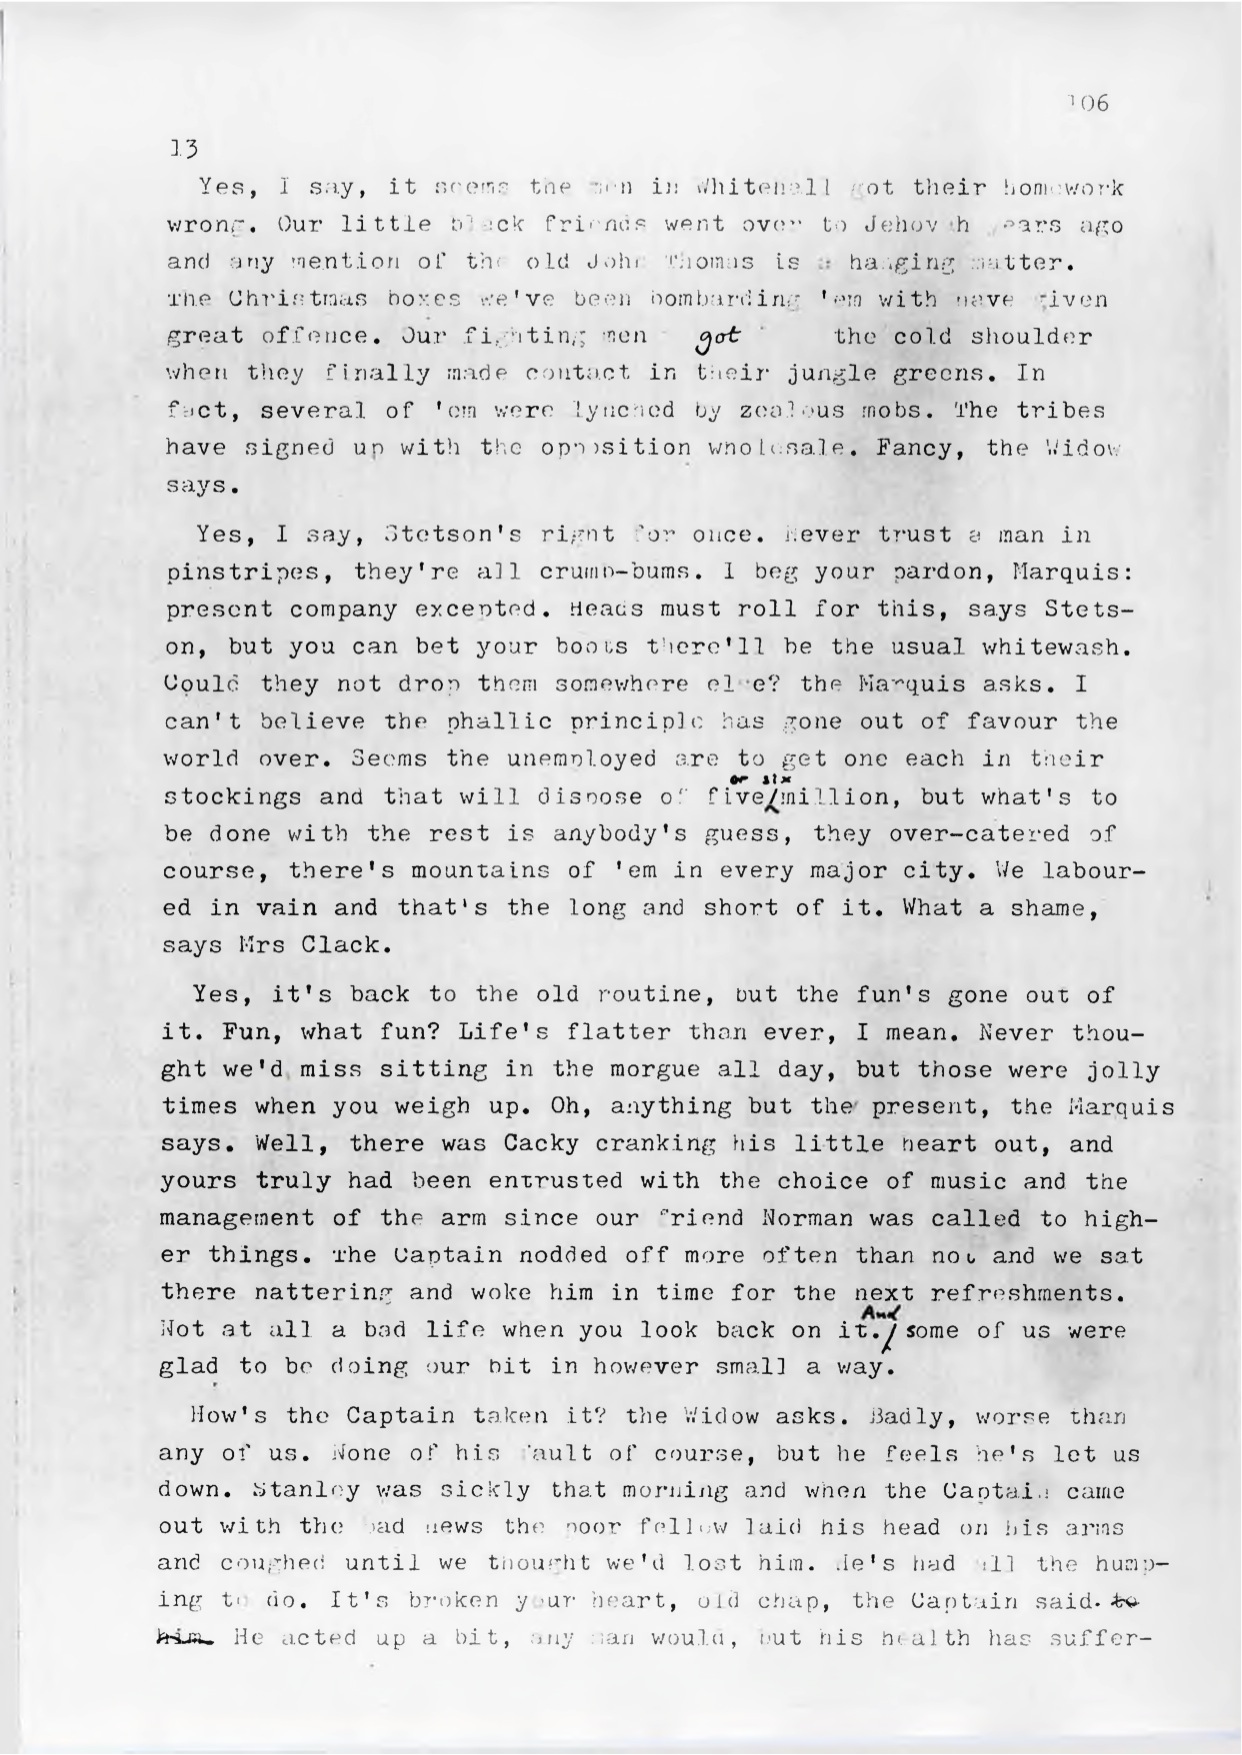 106
13
Yes, I say, it seems the men in Whitehall got their homework
wrong. Our little black friends went over to Jehovah years ago
and any mention of the old John Thomas is a hanging matter.
The Christmas boxes we've been bombarding 'em with have given
great offence. Our fighting men got the cold shoulder
when they finally made contact in their jungle greens. In
fact, several of 'em were lynched by zealous mobs. The tribes
have signed up with the opposition wholesale. Fancy, the Widow
says.
Yes, I say, Stetson's right for once. Never trust a man in
pinstripes, they're all crumb-bums. I beg your pardon, Marquis:
present company excepted. Heads must roll for this, says Stets-
on, but you can bet your boots there'll be the usual whitewash.
Could they not drop them somewhere else? the Marquis asks. I
can't believe the phallic principle has gone out of favour the
world over. Seems the unemployed are to get one each in their
stockings and that will dispose of five or six million, but what's to
be done with the rest is anybody's guess, they over-catered of
course, there's mountains of 'em in every major city. We labour-
ed in vain and that's the long and short of it. What a shame,
says Mrs Clack.
Yes, it's back to the old routine, but the fun's gone out of
it. Fun, what fun? Life's flatter than ever, I mean. Never thou-
ght we'd miss sitting in the morgue all day, but those were jolly
times when you weigh up. Oh, anything but the present, the Marquis
says. Well, there was Cacky cranking his little heart out, and
yours truly had been entrusted with the choice of music and the
management of the arm since our friend Norman was called to high-
er things. The Captain nodded off more often than not and we sat
there nattering and woke him in time for the next refreshments.
Not at all a bad life when you look back on it. And some of us were
glad to be doing our bit in however small a way.
How's the Captain taken it? the Widow asks. Badly, worse than
any of us. None of his fault of course, but he feels he's let us
down. Stanley was sickly that morning and when the Captain came
out with the bad news the poor fellow laid his head on his arms
and coughed until we thought we'd lost him. He's had all the hump-
ing to do. It's broken your heart, old chap, the Captain said. to
him. He acted up a bit, any man would, but his health has suffer-